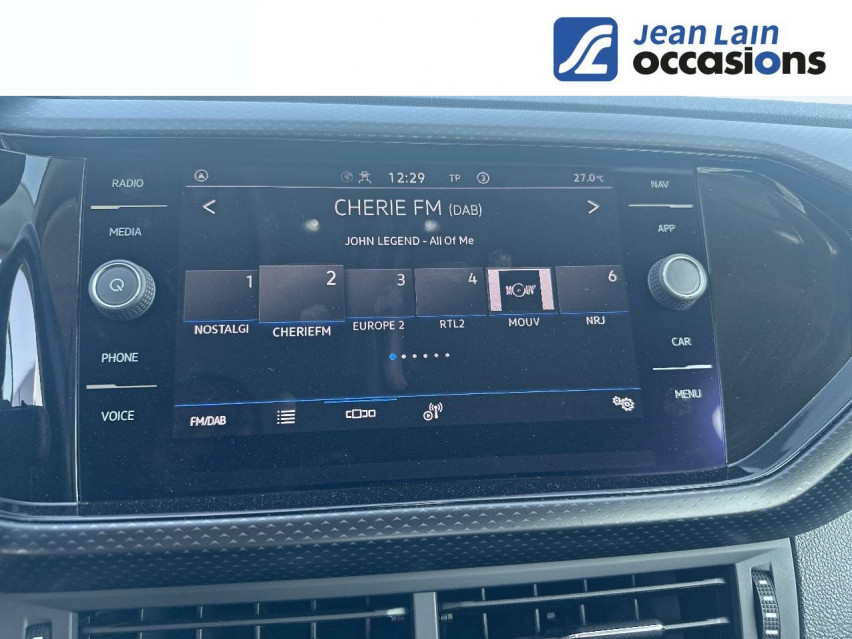 Jean Lain
occasions
RADIO
MEDIA
PHONE
VOICE
12:29 TP 3 27.0°C
< CHERIE FM (DAB) >
JOHN LEGEND - All Of Me
1 2 3 4 6
NOSTALGI CHERIEFM EUROPE 2 RTL2 MOUV NRJ
FM/DAB
NAV
APP
CAR
MENU